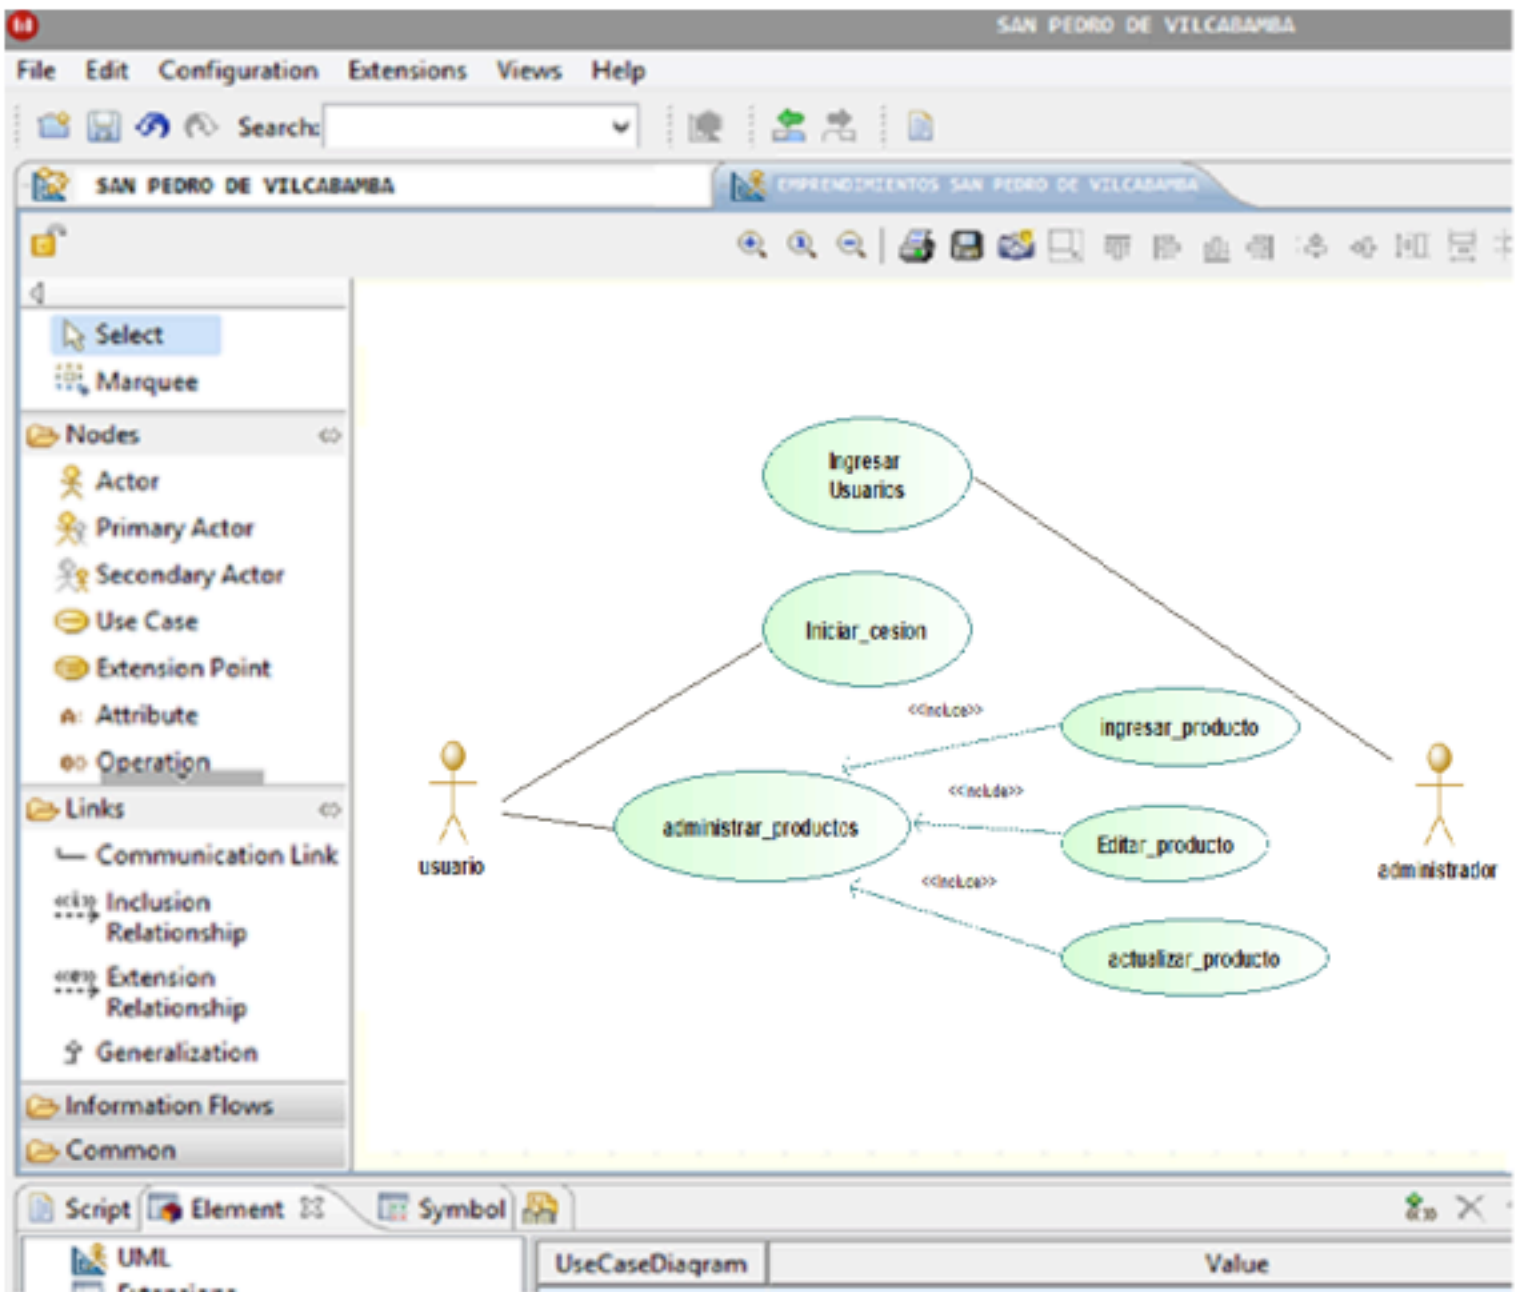 SAN PEDRO DE VILCABAMBA
File Edit Configuration Extensions Views Help
Search:
SAN PEDRO DE VILCABAMBA
EMPRENDIMIENTOS SAN PEDRO DE VILCABAMBA
Select
Marquee
Nodes
Actor
Primary Actor
Secondary Actor
Use Case
Extension Point
Attribute
Operation
Links
Communication Link
Inclusion
Relationship
Extension
Relationship
Generalization
Information Flows
Common
Ingresar
Usuarios
Iniciar_cesion
<<Include>>
ingresar_producto
<<Include>>
administrar_productos
Editar_producto
<<Include>>
actualizar_producto
usuario
administrador
Script Element Symbol
UML
UseCaseDiagram Value